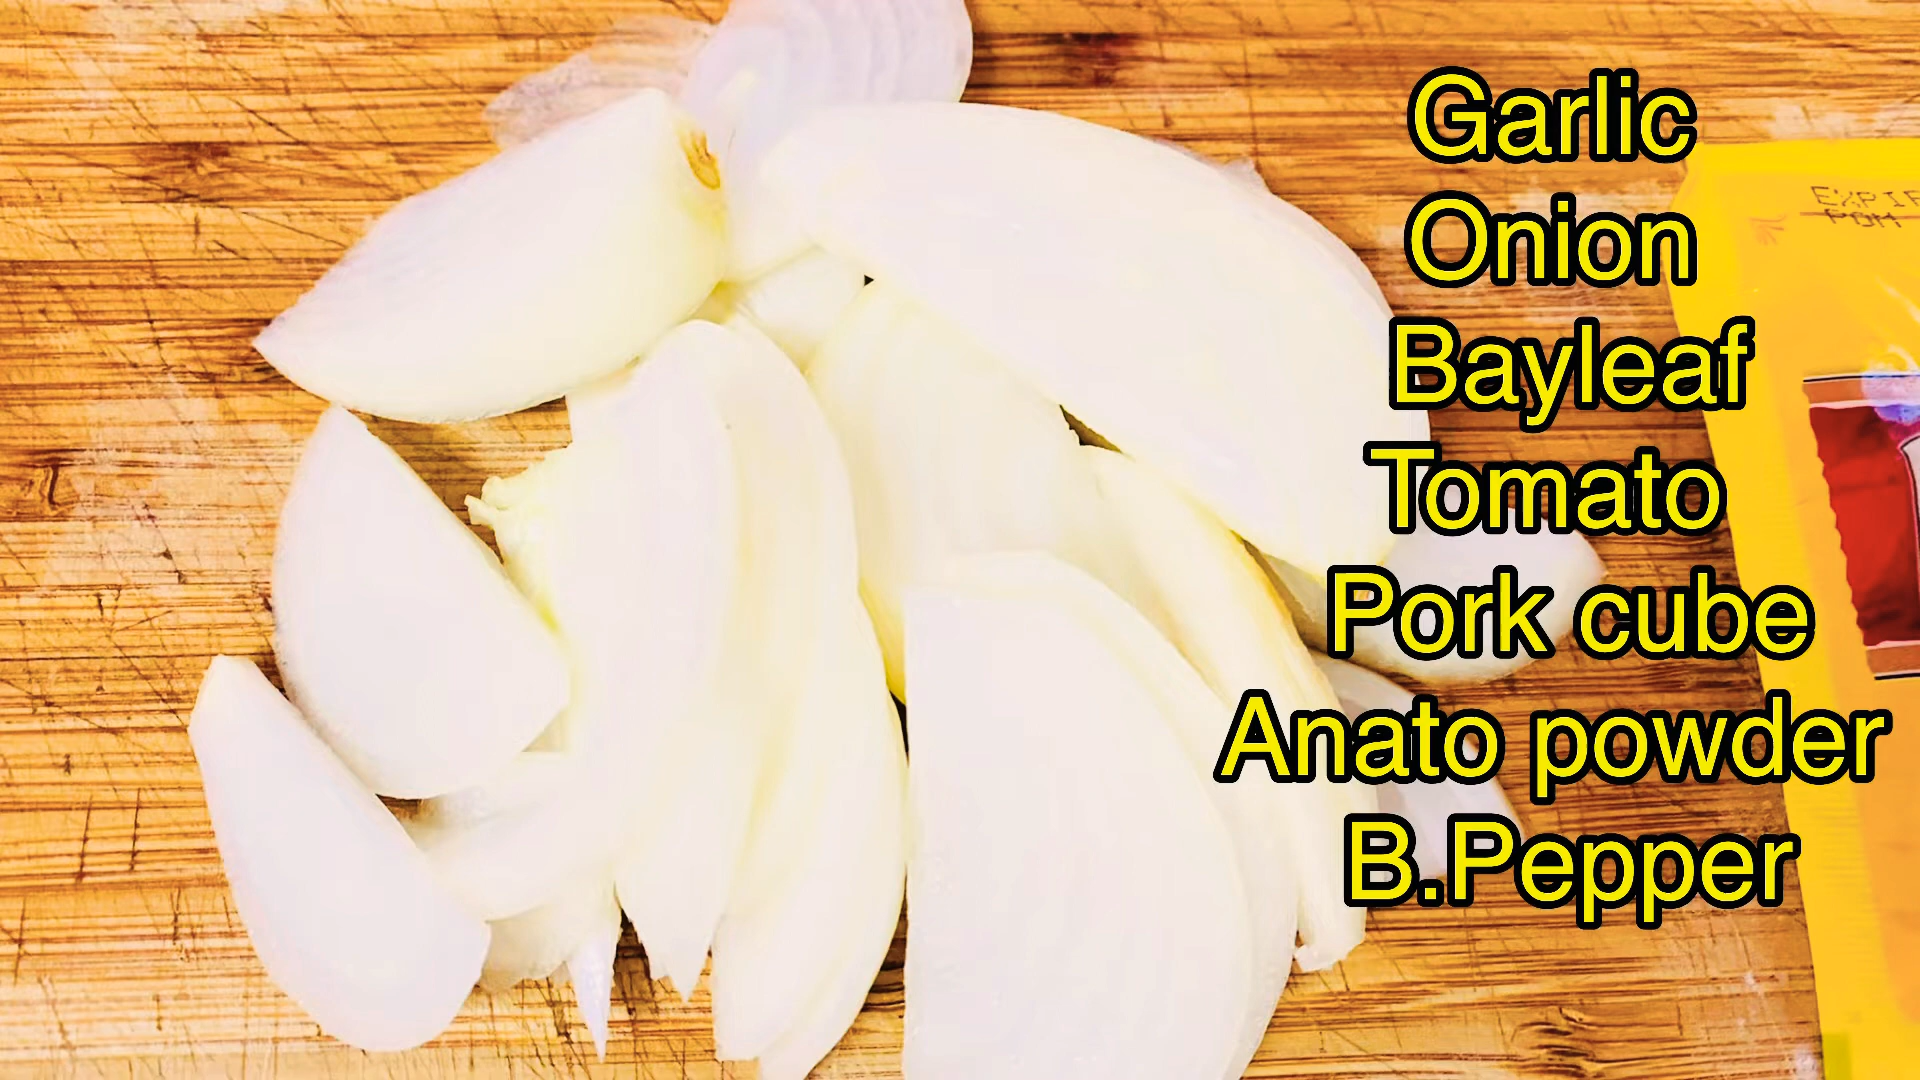 Garlic
Onion
Bayleaf
Tomato
Pork cube
Anato powder
B.Pepper